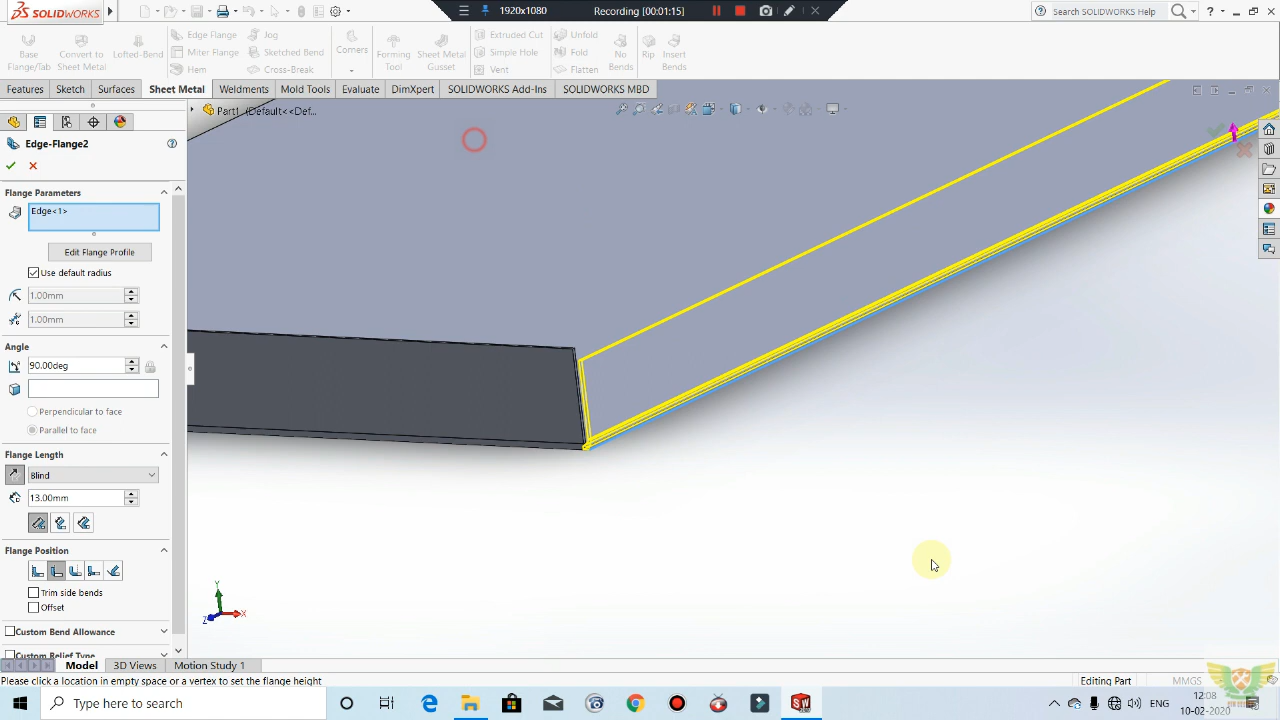 SOLIDWORKS
1920x1080
Recording [00:01:15]
Search SOLIDWORKS Help
Base
Flange/Tab
Convert to
Sheet Metal
Lofted-Bend
Edge Flange
Miter Flange
Hem
Jog
Sketched Bend
Cross-Break
Corners
Forming
Tool
Sheet Metal
Gusset
Extruded Cut
Simple Hole
Vent
Unfold
Fold
Flatten
No
Bends
Rip
Insert
Bends
Features
Sketch
Surfaces
Sheet Metal
Weldments
Mold Tools
Evaluate
DimXpert
SOLIDWORKS Add-Ins
SOLIDWORKS MBD
Part1 (Default<<Def...
Edge-Flange2
Flange Parameters
Edge<1>
Edit Flange Profile
Use default radius
1.00mm
1.00mm
Angle
90.00deg
Perpendicular to face
Parallel to face
Flange Length
Blind
13.00mm
Flange Position
Trim side bends
Offset
Custom Bend Allowance
Custom Relief Type
Y
X
Z
Model
3D Views
Motion Study 1
Please click a location in empty space or a vertex to set the flange height
Editing Part
MMGS
Type here to search
ENG
12:08
10-02-2020